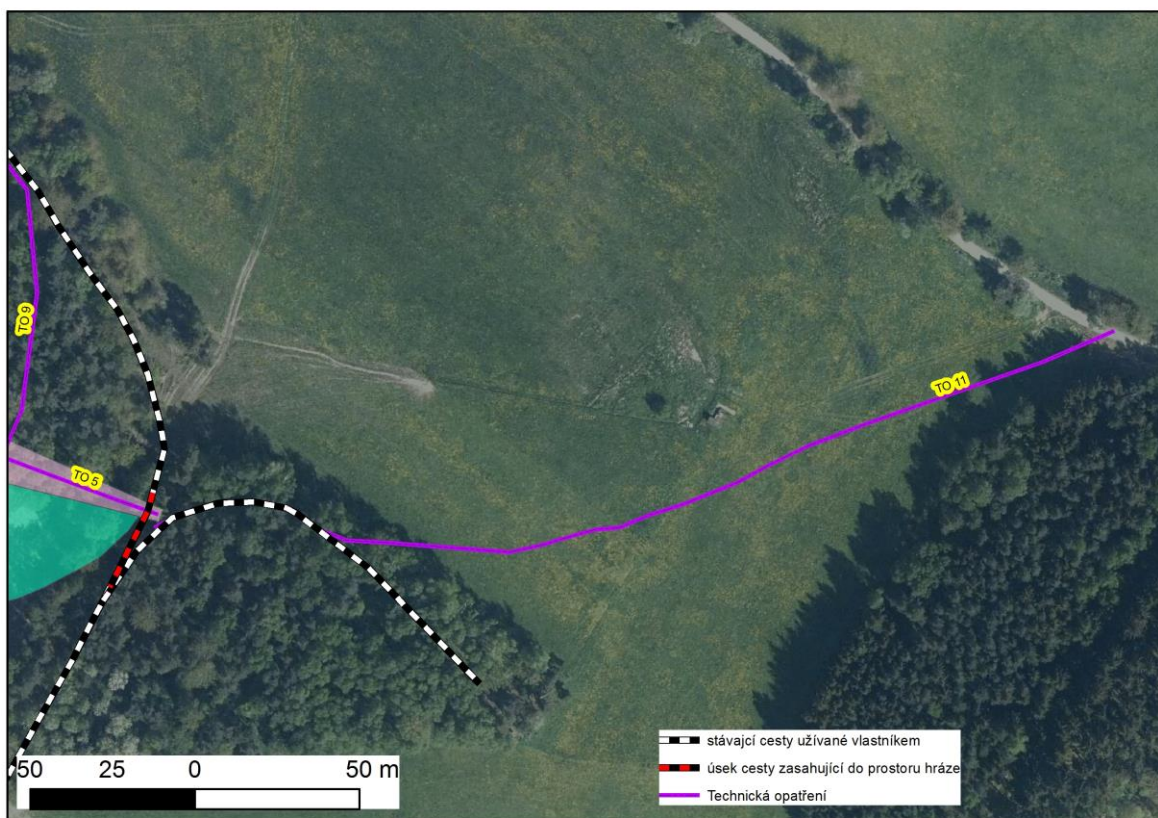 TO 9
TO 5
TO 11
50 25 0 50 m
stávajcí cesty užívané vlastníkem
úsek cesty zasahující do prostoru hráze
Technická opatření